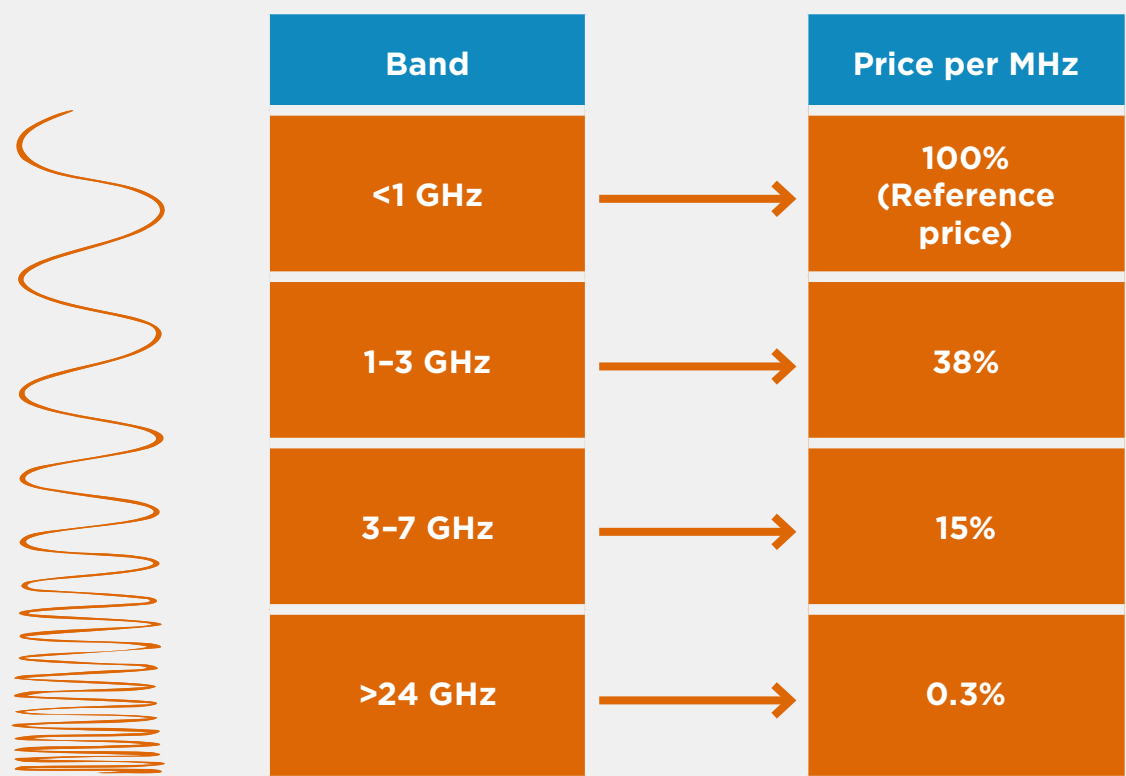 Band
Price per MHz
<1 GHz
100%
(Reference
price)
1–3 GHz
38%
3–7 GHz
15%
>24 GHz
0.3%